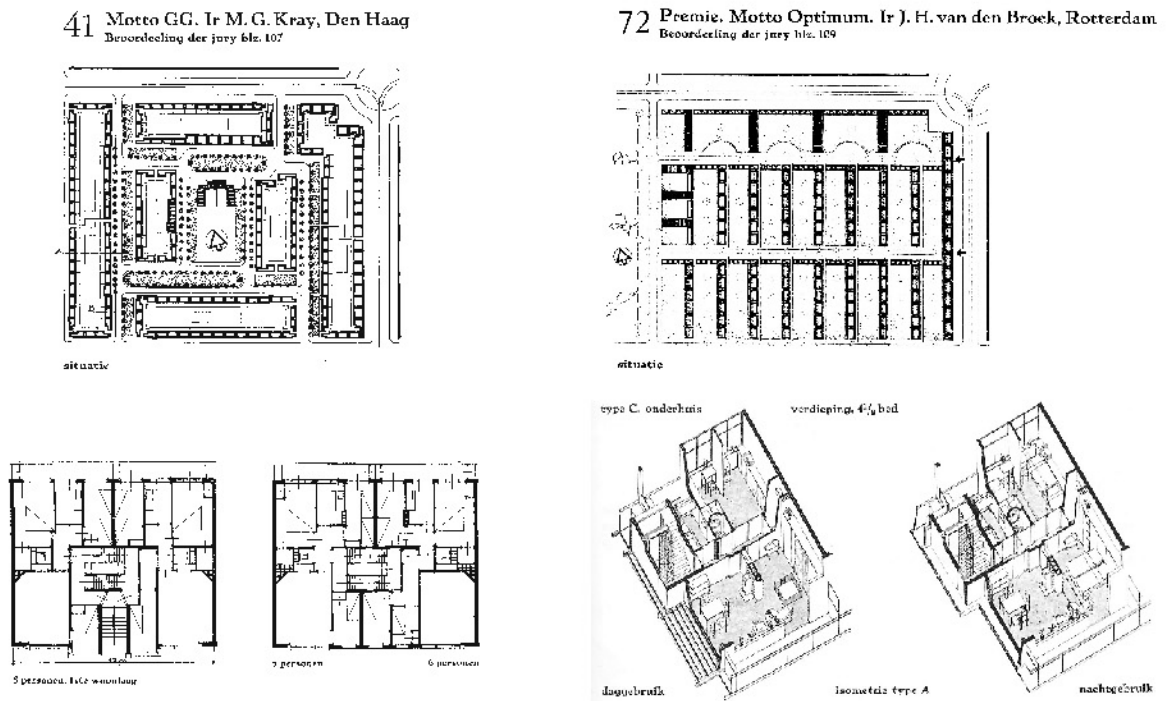 41 Motto GG. Ir M. G. Kray, Den Haag
Beoordeeling der jury blz. 107
situatie
5 personen. 1ste woonlaag
7 personen
6 personen
72 Premie. Motto Optimum. Ir J. H. van den Broek, Rotterdam
Beoordeeling der jury blz. 109
situatie
type C. onderhuis
verdieping, bed
daggebruik
isometrie type A
nachtgebruik